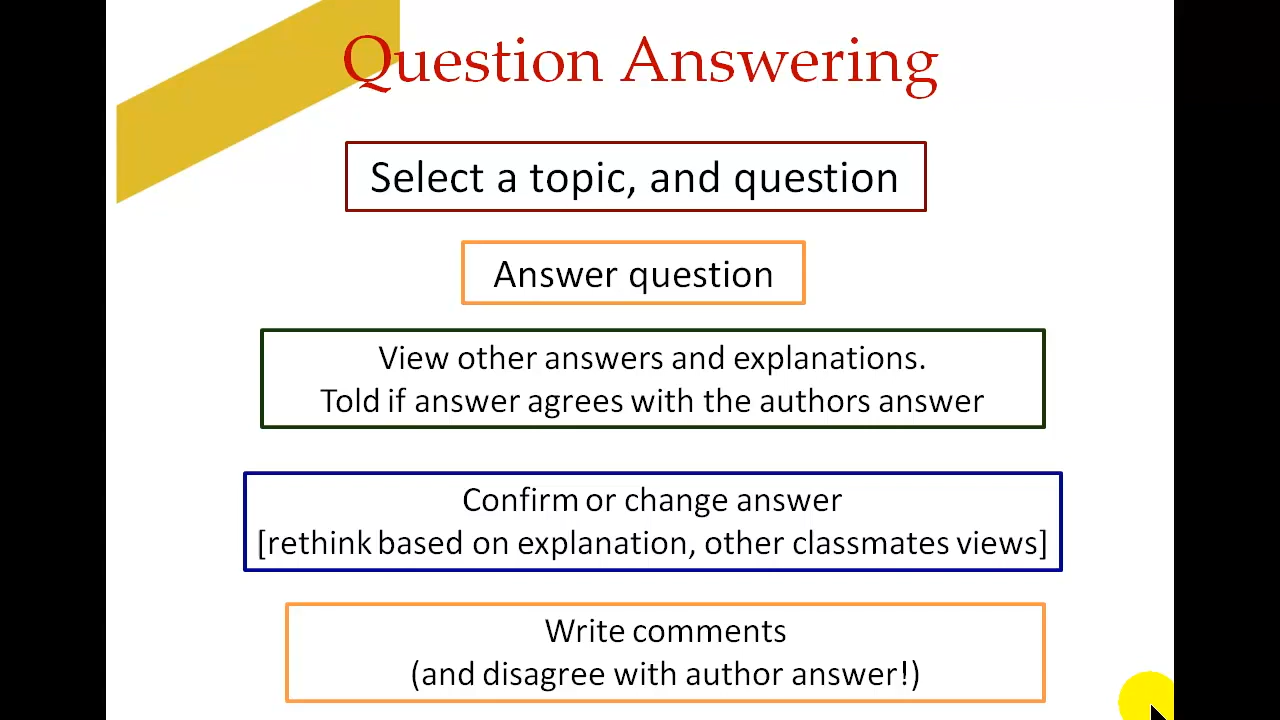 Question Answering
Select a topic, and question
Answer question
View other answers and explanations.
Told if answer agrees with the authors answer
Confirm or change answer
[rethink based on explanation, other classmates views]
Write comments
(and disagree with author answer!)